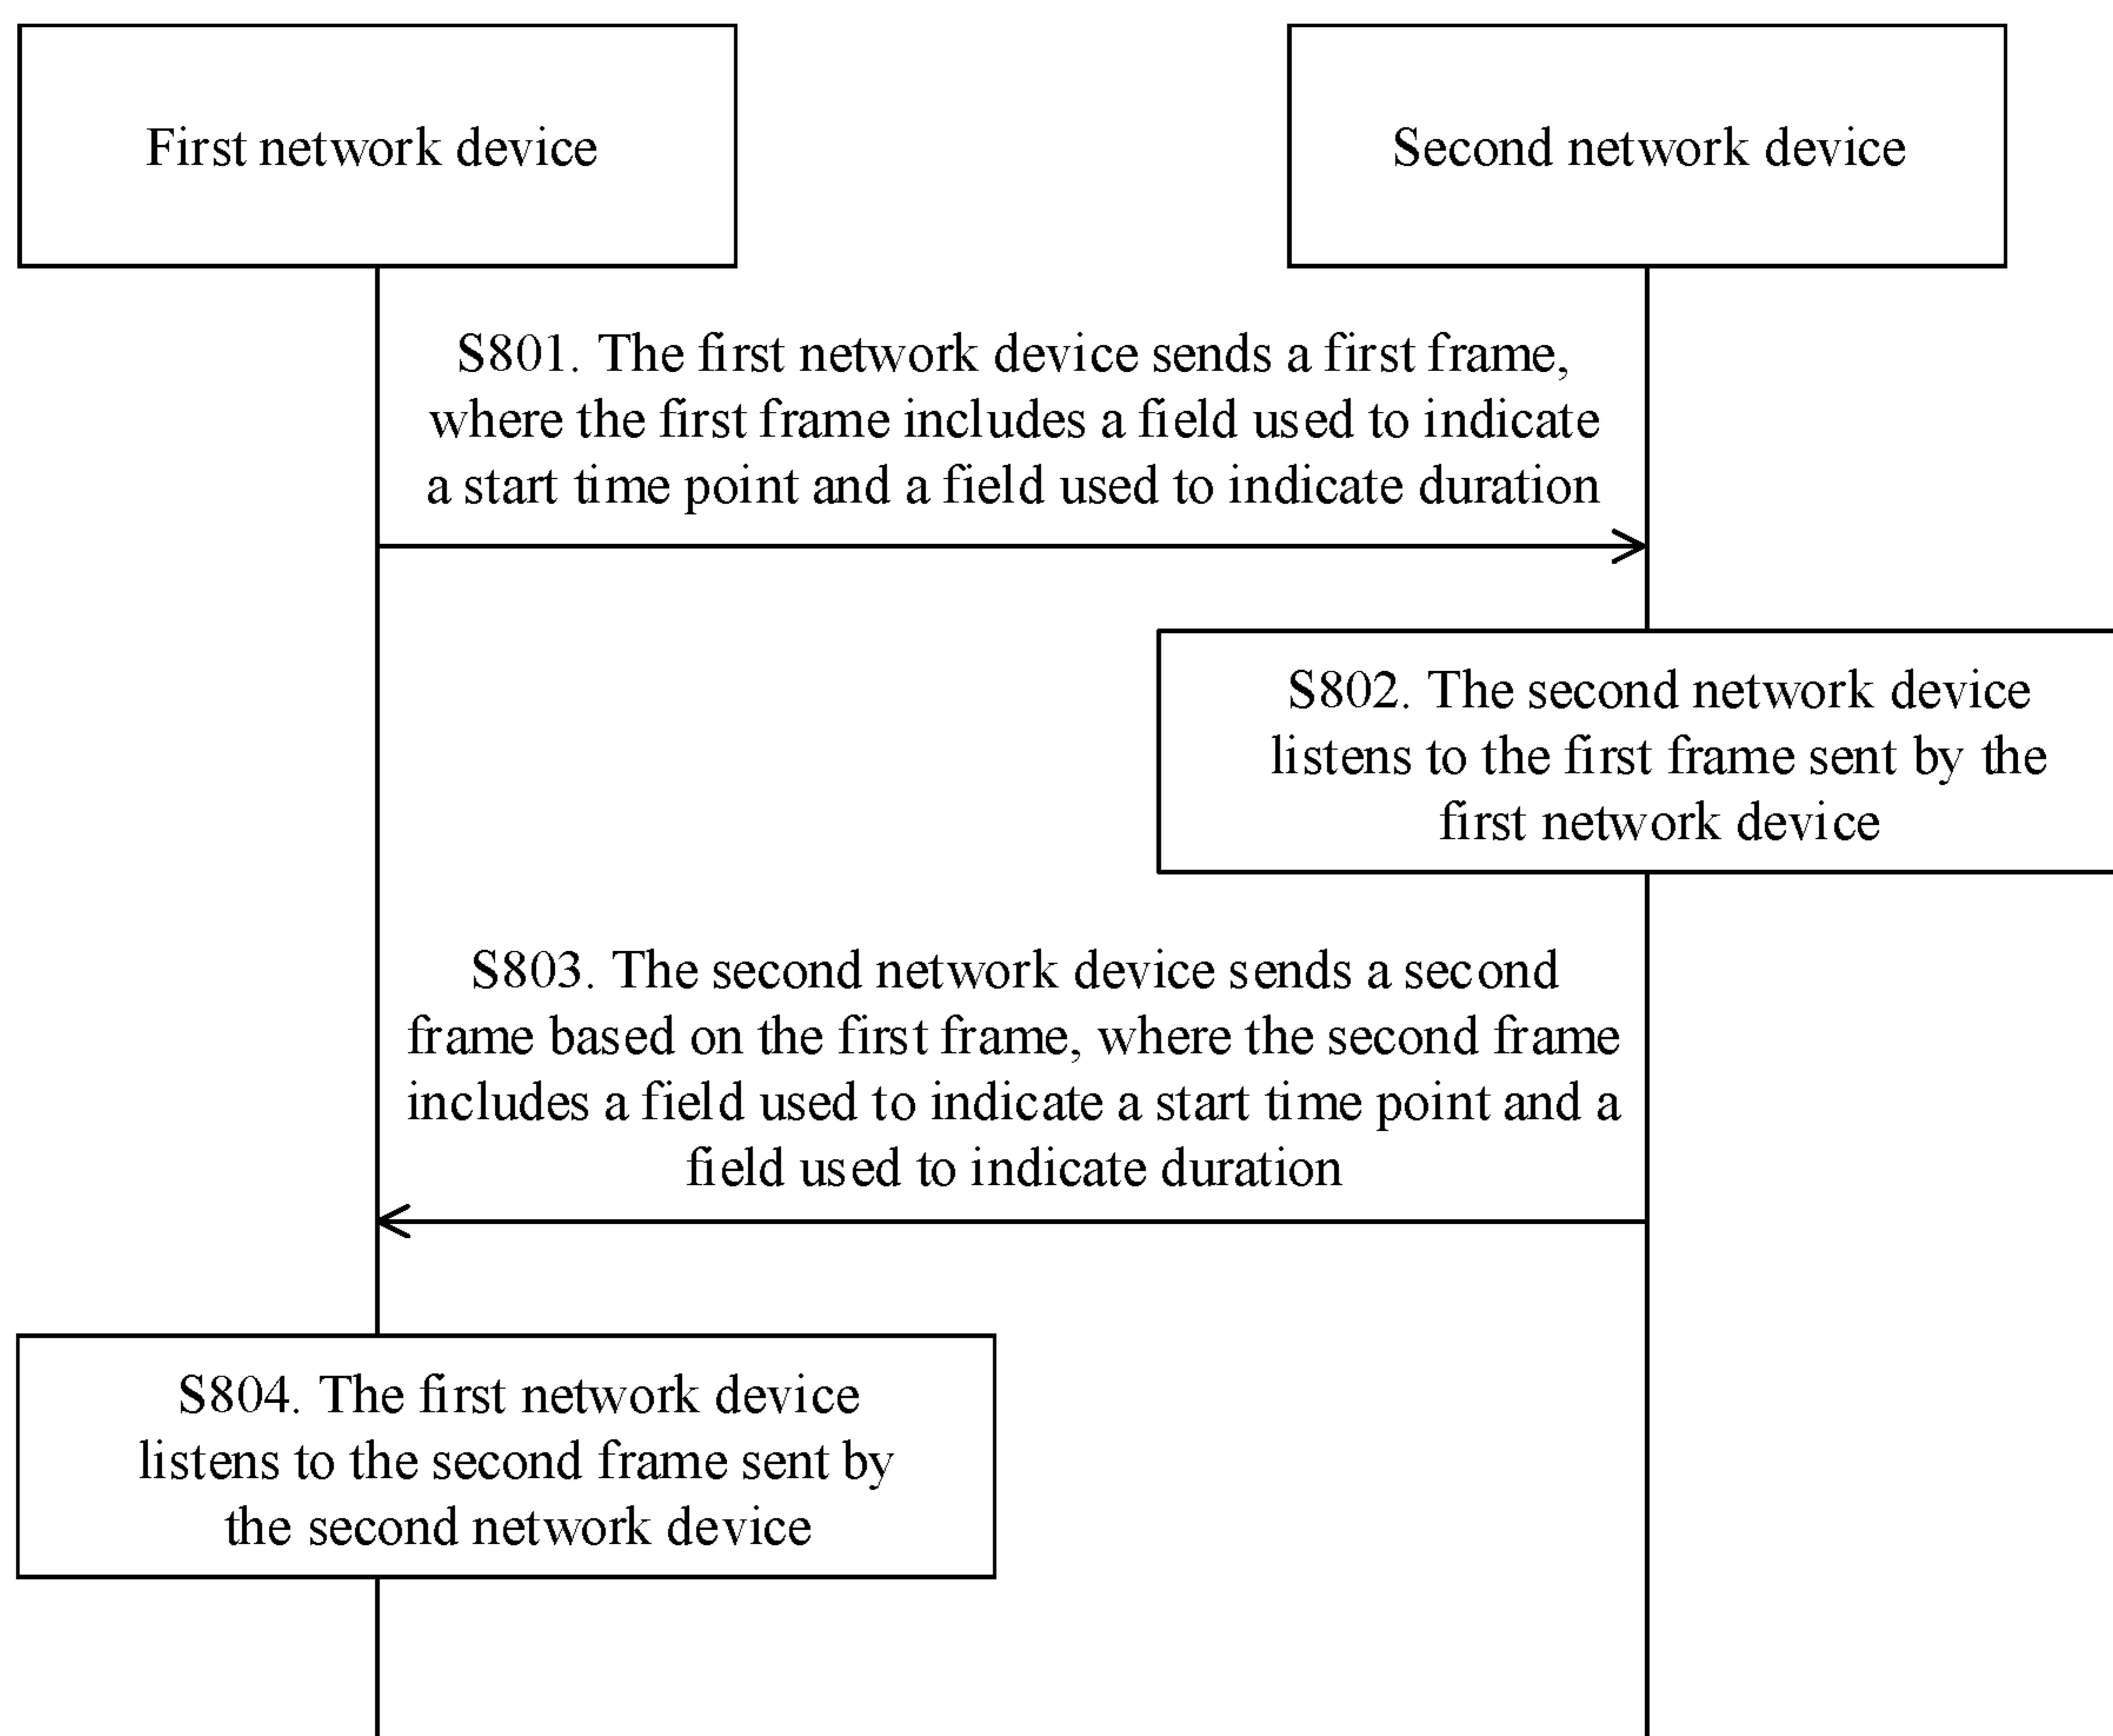 First network device
Second network device
S801. The first network device sends a first frame,
where the first frame includes a field used to indicate
a start time point and a field used to indicate duration
S802. The second network device
listens to the first frame sent by the
first network device
S803. The second network device sends a second
frame based on the first frame, where the second frame
includes a field used to indicate a start time point and a
field used to indicate duration
S804. The first network device
listens to the second frame sent by
the second network device